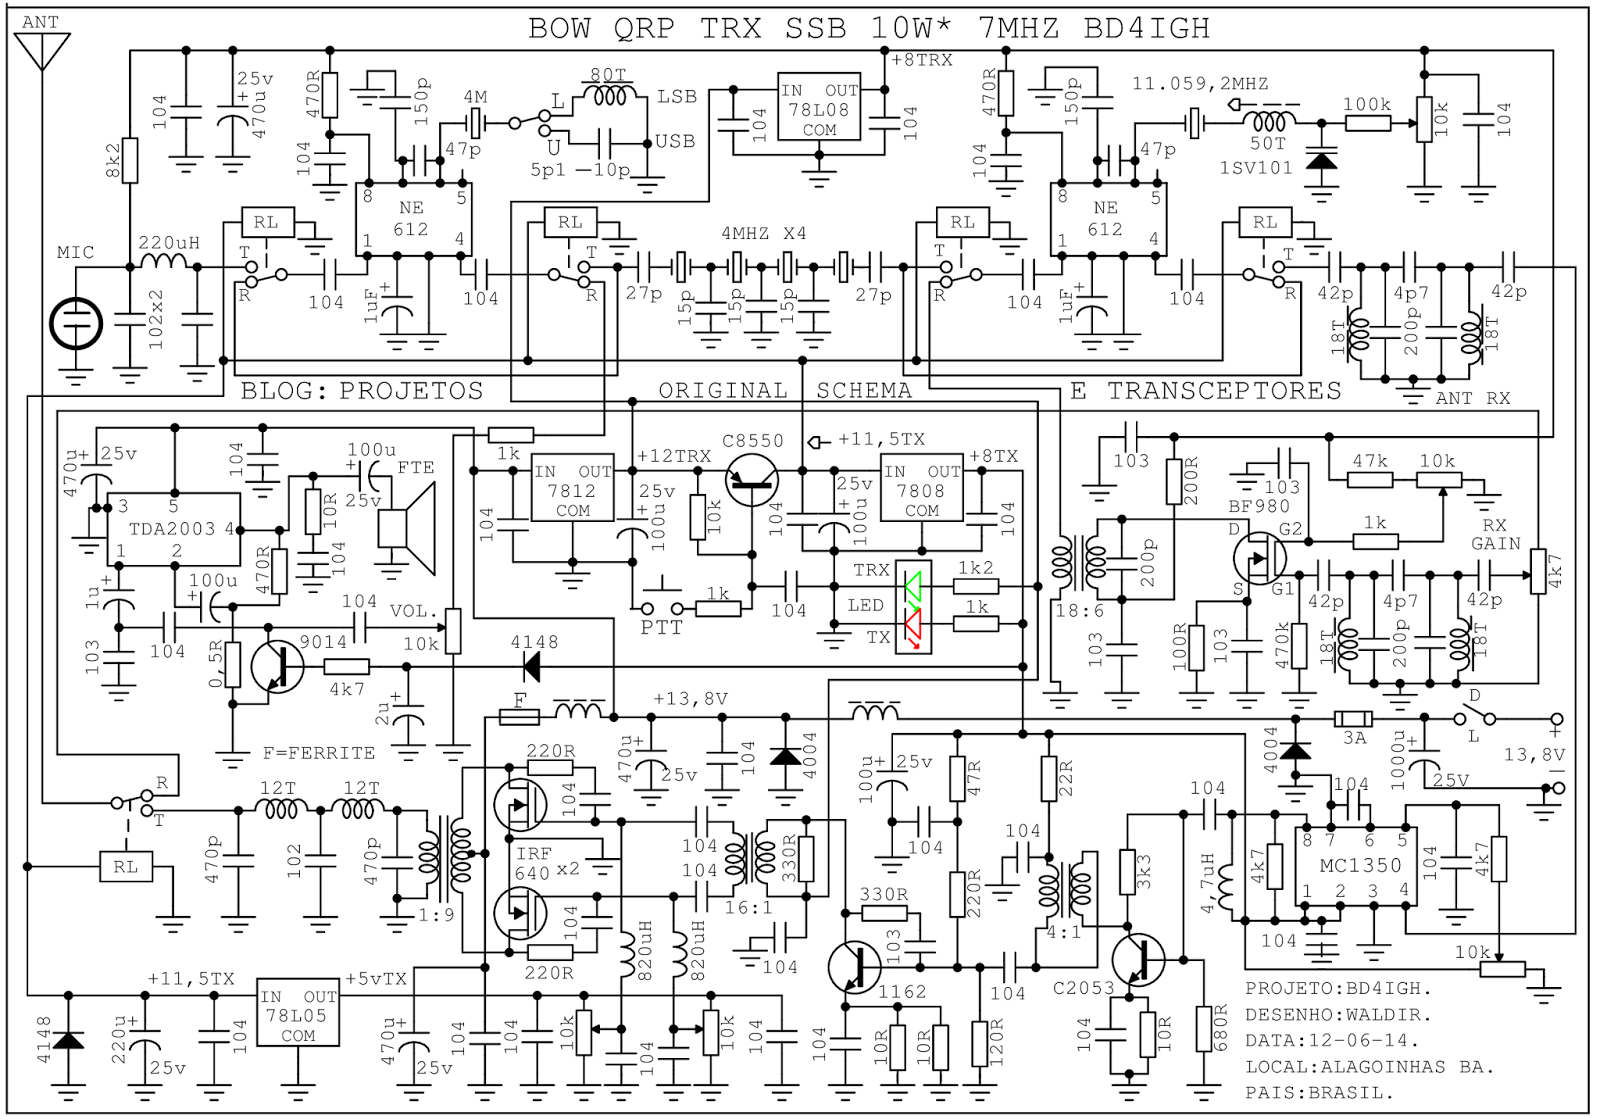 ANT
BOW QRP TRX SSB 10W* 7MHZ BD4IGH
+8TRX
25v
104
470uV
470R
150p
4M
80T
L
LSB
U
USB
47p
5p1 —10p
IN OUT
78L08
COM
104
104
470R
150p
11.059,2MHZ
100k
10k
104
50T
1SV101
47p
8k2
104
104
8
5
NE
612
1
4
8
5
NE
612
1
4
RL
RL
RL
RL
MIC
220uH
T
R
104
104
T
R
4MHZ X4
27p
15p
15p
15p
27p
T
R
104
104
T
R
42p
4p7
42p
102x2
1uF
1uF
18T
200p
18T
BLOG: PROJETOS
ORIGINAL SCHEMA
E TRANSCEPTORES
ANT RX
470u
25v
104
100u
25v
FTE
3
5
TDA2003
4
1
2
10R
104
470R
1u
100u
1k
IN OUT
7812
COM
104
+12TRX
25v
100u
C8550
+11,5TX
10k
104
25v
100u
IN OUT
7808
COM
+8TX
104
103
200R
47k
10k
103
BF980
D
G2
S
G1
1k
RX
GAIN
4k7
PTT
1k
104
TRX
LED
TX
1k2
1k
18:6
200p
103
100R
103
470k
42p
4p7
42p
18T
200p
18T
103
104
104
VOL.
10k
9014
0,5R
4k7
4148
2u
F=FERRITE
F
+13,8V
470u
25v
104
4004
D
L
3A
+
13,8V
–
4004
1000u
25V
R
T
RL
12T
12T
470p
102
470p
1:9
220R
104
IRF
640
x2
104
220R
104
104
16:1
330R
104
820uH
820uH
100u
25v
47R
104
22R
104
220R
330R
103
1162
104
4:1
C2053
3k3
104
4,7uH
4k7
104
8
7
6
5
MC1350
1
2
3
4
104
104
4k7
10k
+11,5TX
+5vTX
IN OUT
78L05
COM
4148
220u
25v
104
470u
25v
104
104
10k
104
104
10k
104
104
10R
10R
120R
104
10R
680R
PROJETO:BD4IGH.
DESENHO:WALDIR.
DATA:12-06-14.
LOCAL:ALAGOINHAS BA.
PAIS:BRASIL.